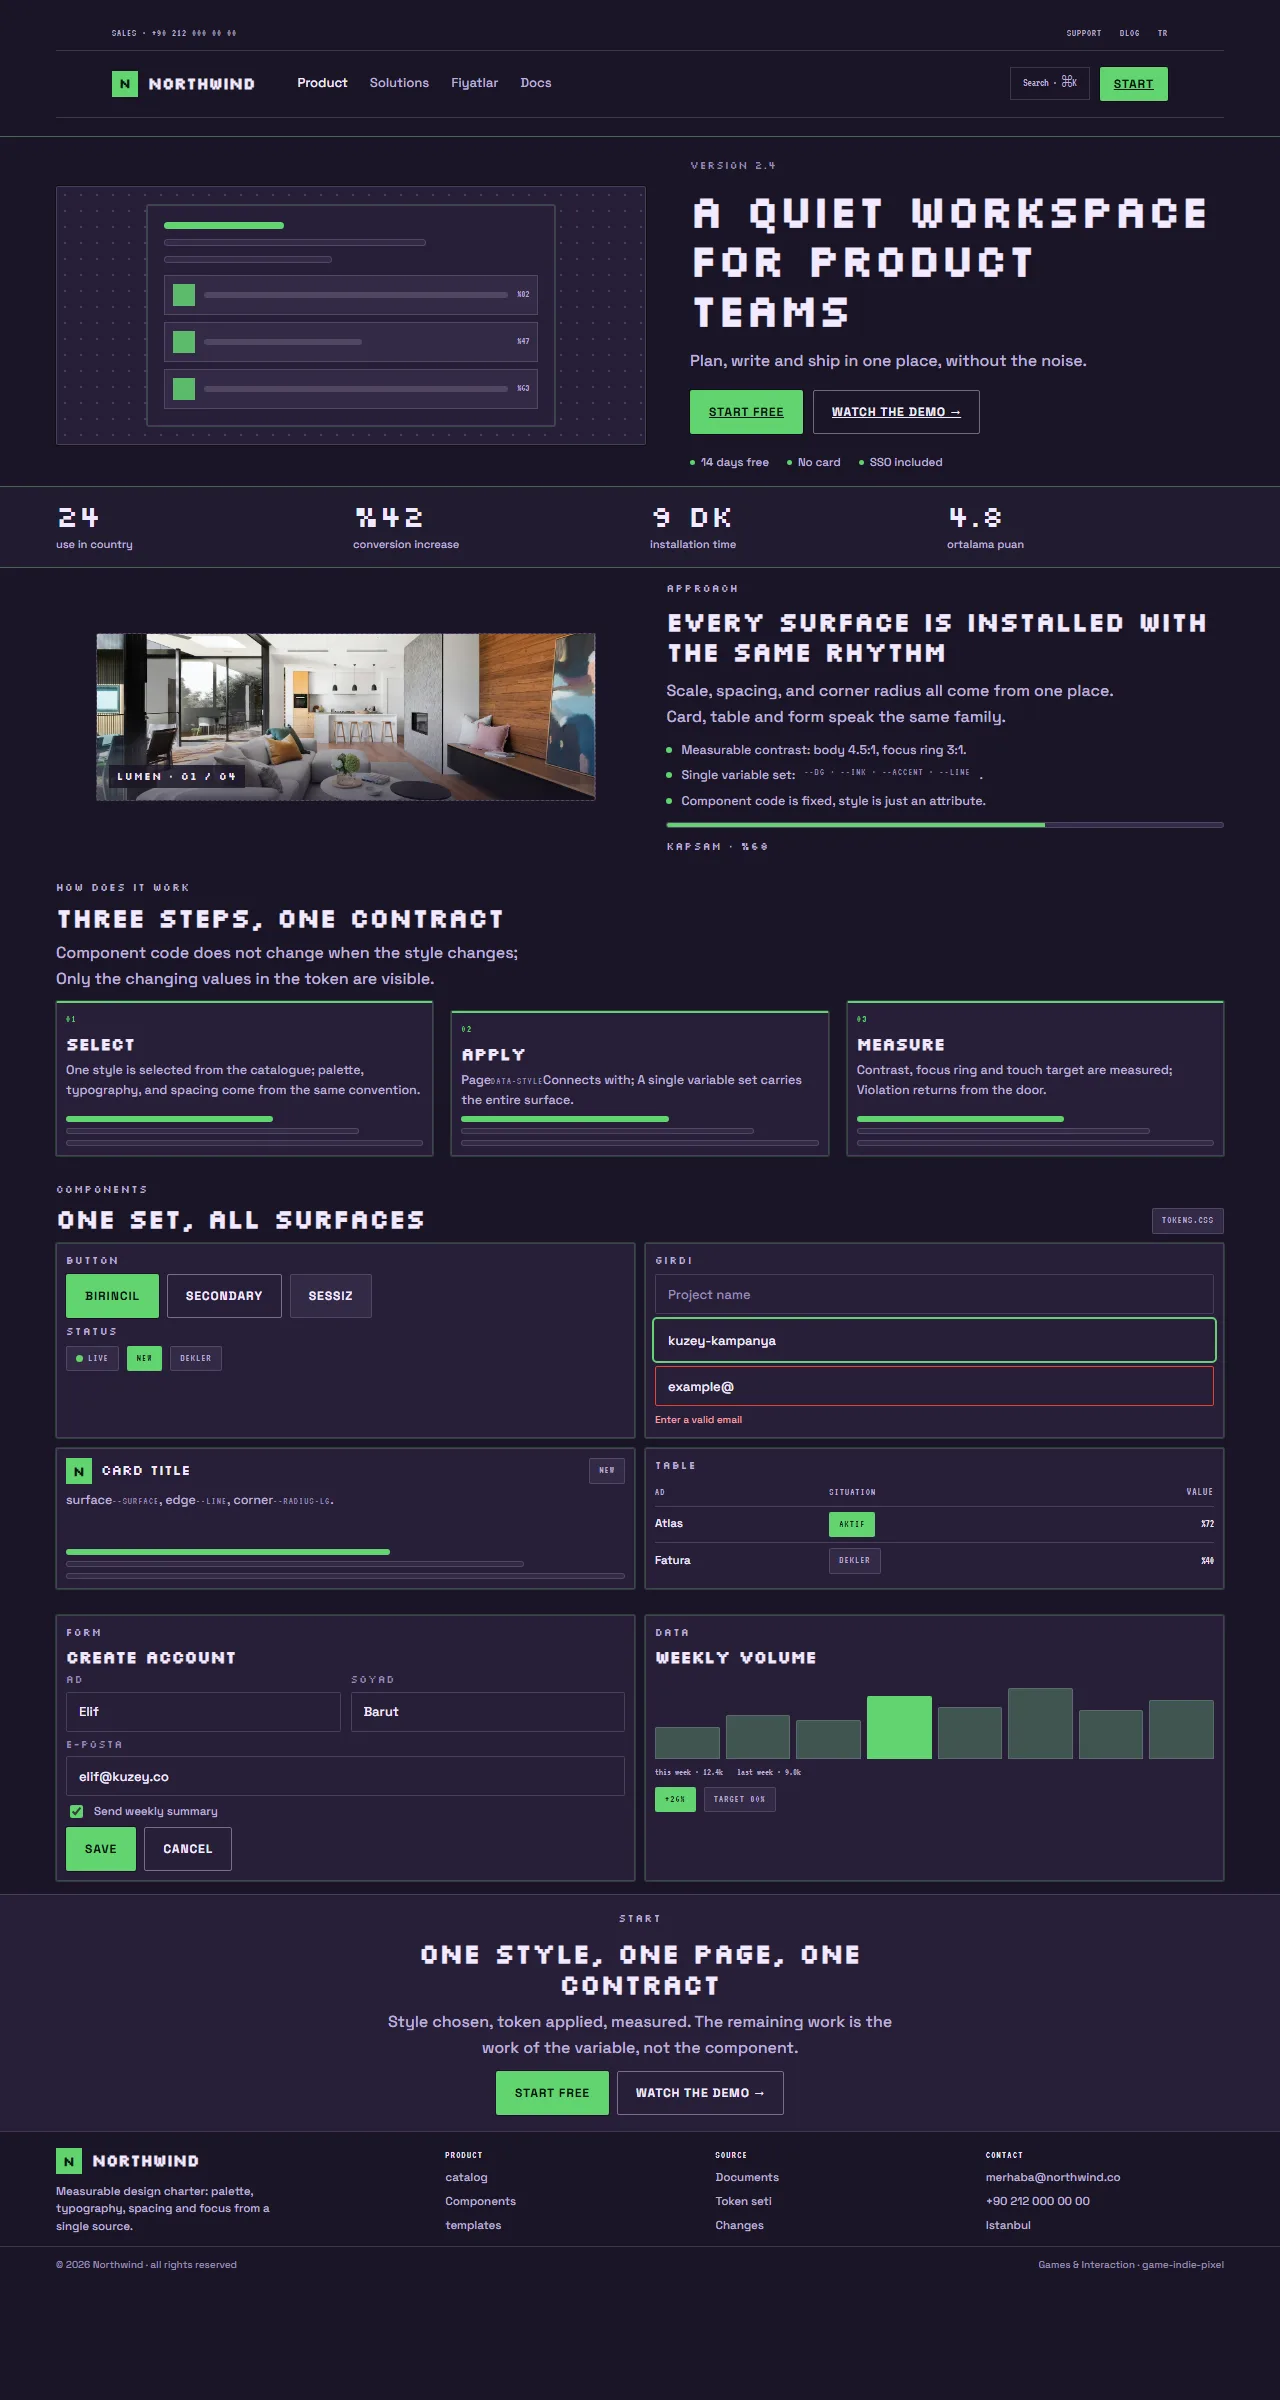 SALES · +90 212 000 00 00
SUPPORT BLOG TR
N NORTHWIND Product Solutions Fiyatlar Docs Search · ⌘K START
VERSION 2.4
A QUIET WORKSPACE
FOR PRODUCT
TEAMS
Plan, write and ship in one place, without the noise.
START FREE WATCH THE DEMO →
14 days free No card SSO included
%82
%47
%63
24 %42 9 DK 4.8
use in country conversion increase installation time ortalama puan
APPROACH
EVERY SURFACE IS INSTALLED WITH
THE SAME RHYTHM
Scale, spacing, and corner radius all come from one place.
Card, table and form speak the same family.
Measurable contrast: body 4.5:1, focus ring 3:1.
Single variable set: --BG · --INK · --ACCENT · --LINE .
Component code is fixed, style is just an attribute.
KAPSAM · %68
LUMEN · 01 / 04
HOW DOES IT WORK
THREE STEPS, ONE CONTRACT
Component code does not change when the style changes;
Only the changing values in the token are visible.
01
SELECT
One style is selected from the catalogue; palette,
typography, and spacing come from the same convention.
02
APPLY
PageDATA-STYLEConnects with; A single variable set carries
the entire surface.
03
MEASURE
Contrast, focus ring and touch target are measured;
Violation returns from the door.
COMPONENTS
ONE SET, ALL SURFACES
TOKENS.CSS
BUTTON
BIRINCIL SECONDARY SESSIZ
STATUS
LIVE NEW BEKLER
GIRDI
Project name
kuzey-kampanya
example@
Enter a valid email
N CARD TITLE NEW
surface--SURFACE, edge--LINE, corner--RADIUS-LG.
TABLE
AD SITUATION VALUE
Atlas AKTIF %72
Fatura BEKLER %40
FORM
CREATE ACCOUNT
AD SOYAD
Elif Barut
E-POSTA
elif@kuzey.co
Send weekly summary
SAVE CANCEL
DATA
WEEKLY VOLUME
this week · 12.4k last week · 9.8k
+26% TARGET 80%
START
ONE STYLE, ONE PAGE, ONE
CONTRACT
Style chosen, token applied, measured. The remaining work is the
work of the variable, not the component.
START FREE WATCH THE DEMO →
N NORTHWIND
Measurable design charter: palette,
typography, spacing and focus from a
single source.
PRODUCT
catalog
Components
templates
SOURCE
Documents
Token seti
Changes
CONTACT
merhaba@northwind.co
+90 212 000 00 00
Istanbul
© 2026 Northwind · all rights reserved
Games & Interaction · game-indie-pixel